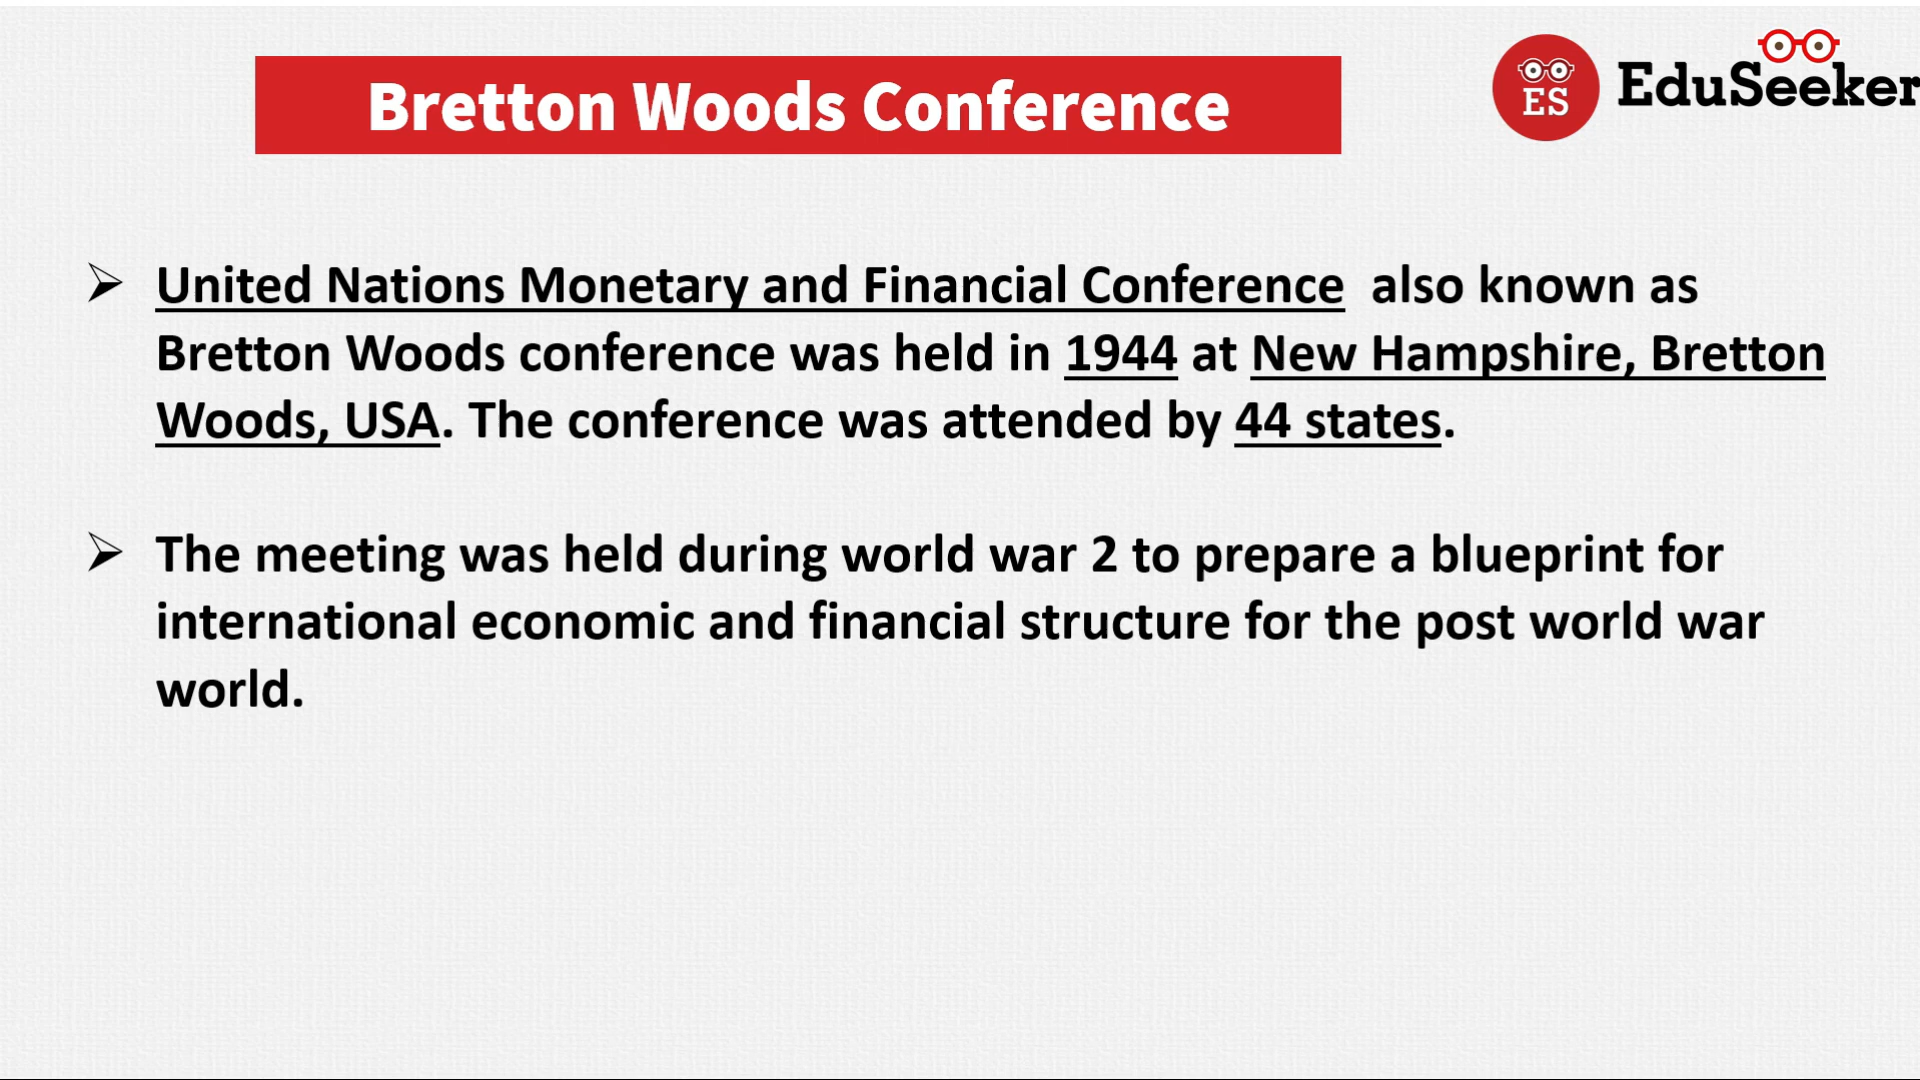 Bretton Woods Conference
ES
EduSeeker
➢ United Nations Monetary and Financial Conference also known as
Bretton Woods conference was held in 1944 at New Hampshire, Bretton
Woods, USA. The conference was attended by 44 states.
➢ The meeting was held during world war 2 to prepare a blueprint for
international economic and financial structure for the post world war
world.